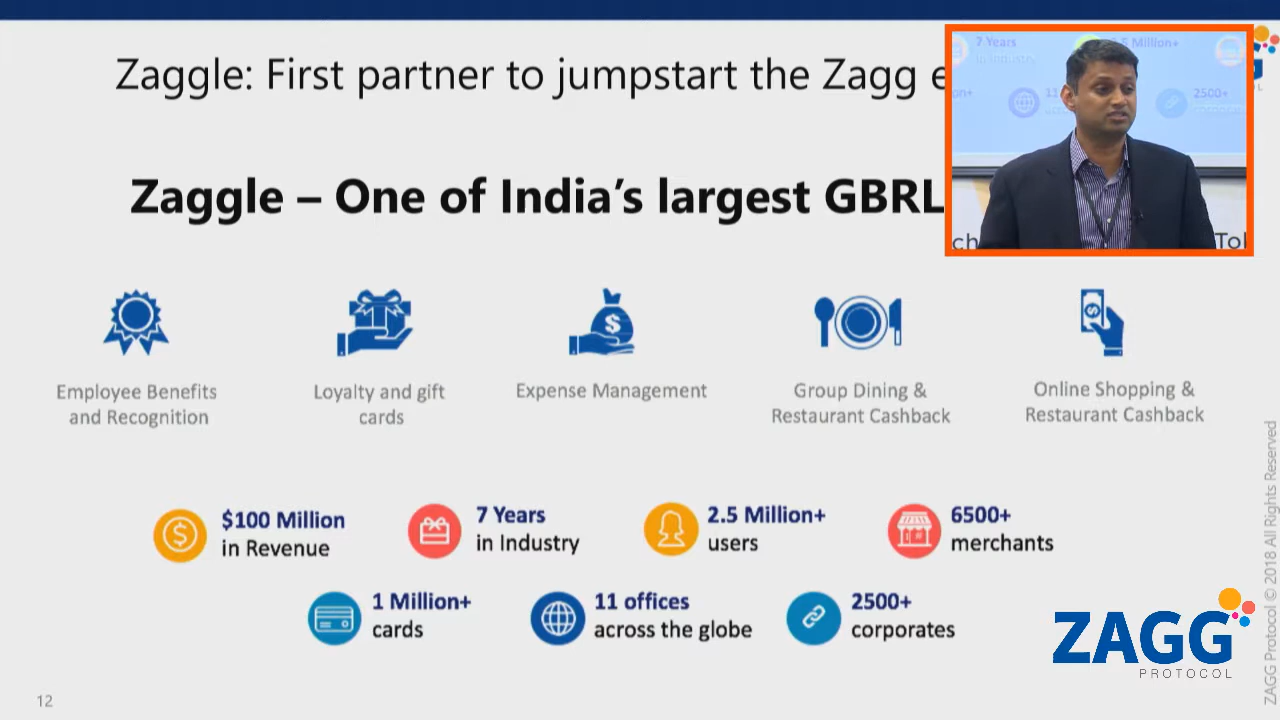 Zaggle: First partner to jumpstart the Zagg
Zaggle – One of India's largest GBRL
7 Years
2500+
Employee Benefits
and Recognition
Loyalty and gift
cards
Expense Management
Group Dining &
Restaurant Cashback
Online Shopping &
Restaurant Cashback
$100 Million
in Revenue
7 Years
in Industry
2.5 Million+
users
6500+
merchants
1 Million+
cards
11 offices
across the globe
2500+
corporates
ZAGG
PROTOCOL
ZAGG Protocol © 2018 All Rights Reserved
12